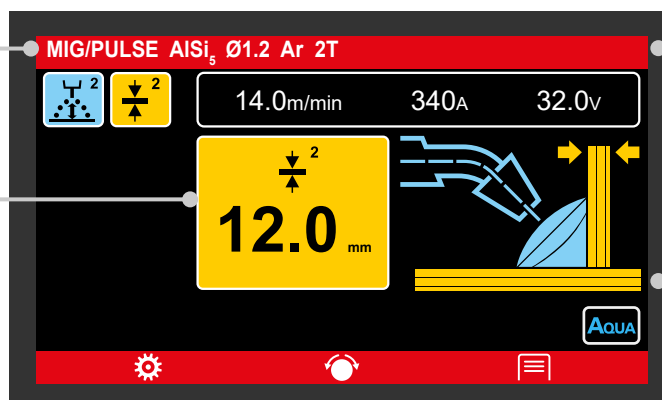 MIG/PULSE AlSi₅ Ø1.2 Ar 2T
2 2
14.0m/min 340A 32.0V
2
12.0 mm
AQUA